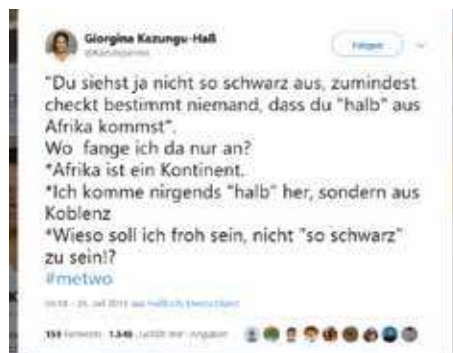 Giorgina Kazungu-Haß
Folgen
"Du siehst ja nicht so schwarz aus, zumindest
checkt bestimmt niemand, dass du "halb" aus
Afrika kommst".
Wo fange ich da nur an?
*Afrika ist ein Kontinent.
*Ich komme nirgends "halb" her, sondern aus
Koblenz
*Wieso soll ich froh sein, nicht "so schwarz"
zu sein!?
#metwo